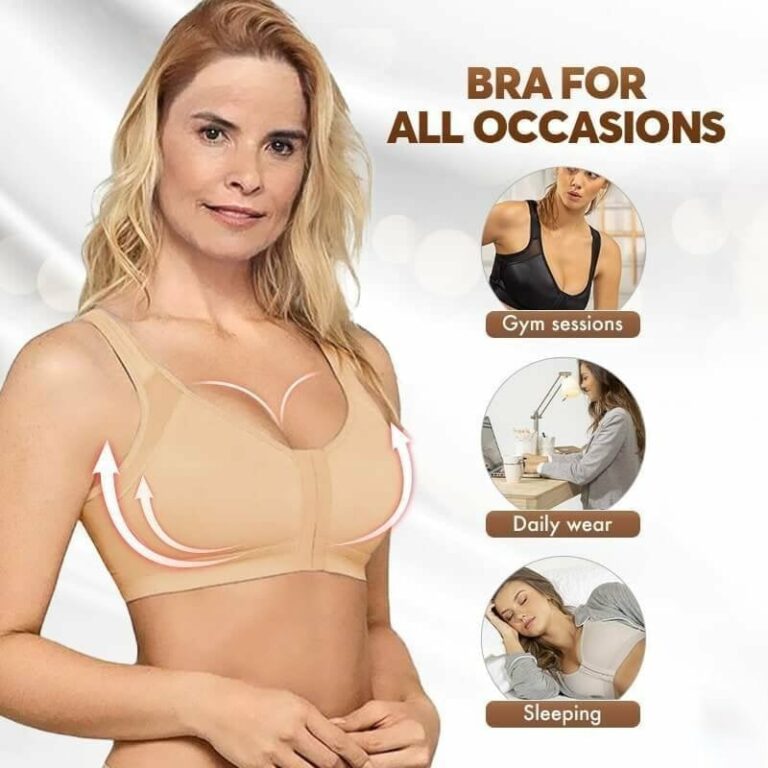 BRA FOR
ALL OCCASIONS
Gym sessions
Daily wear
Sleeping